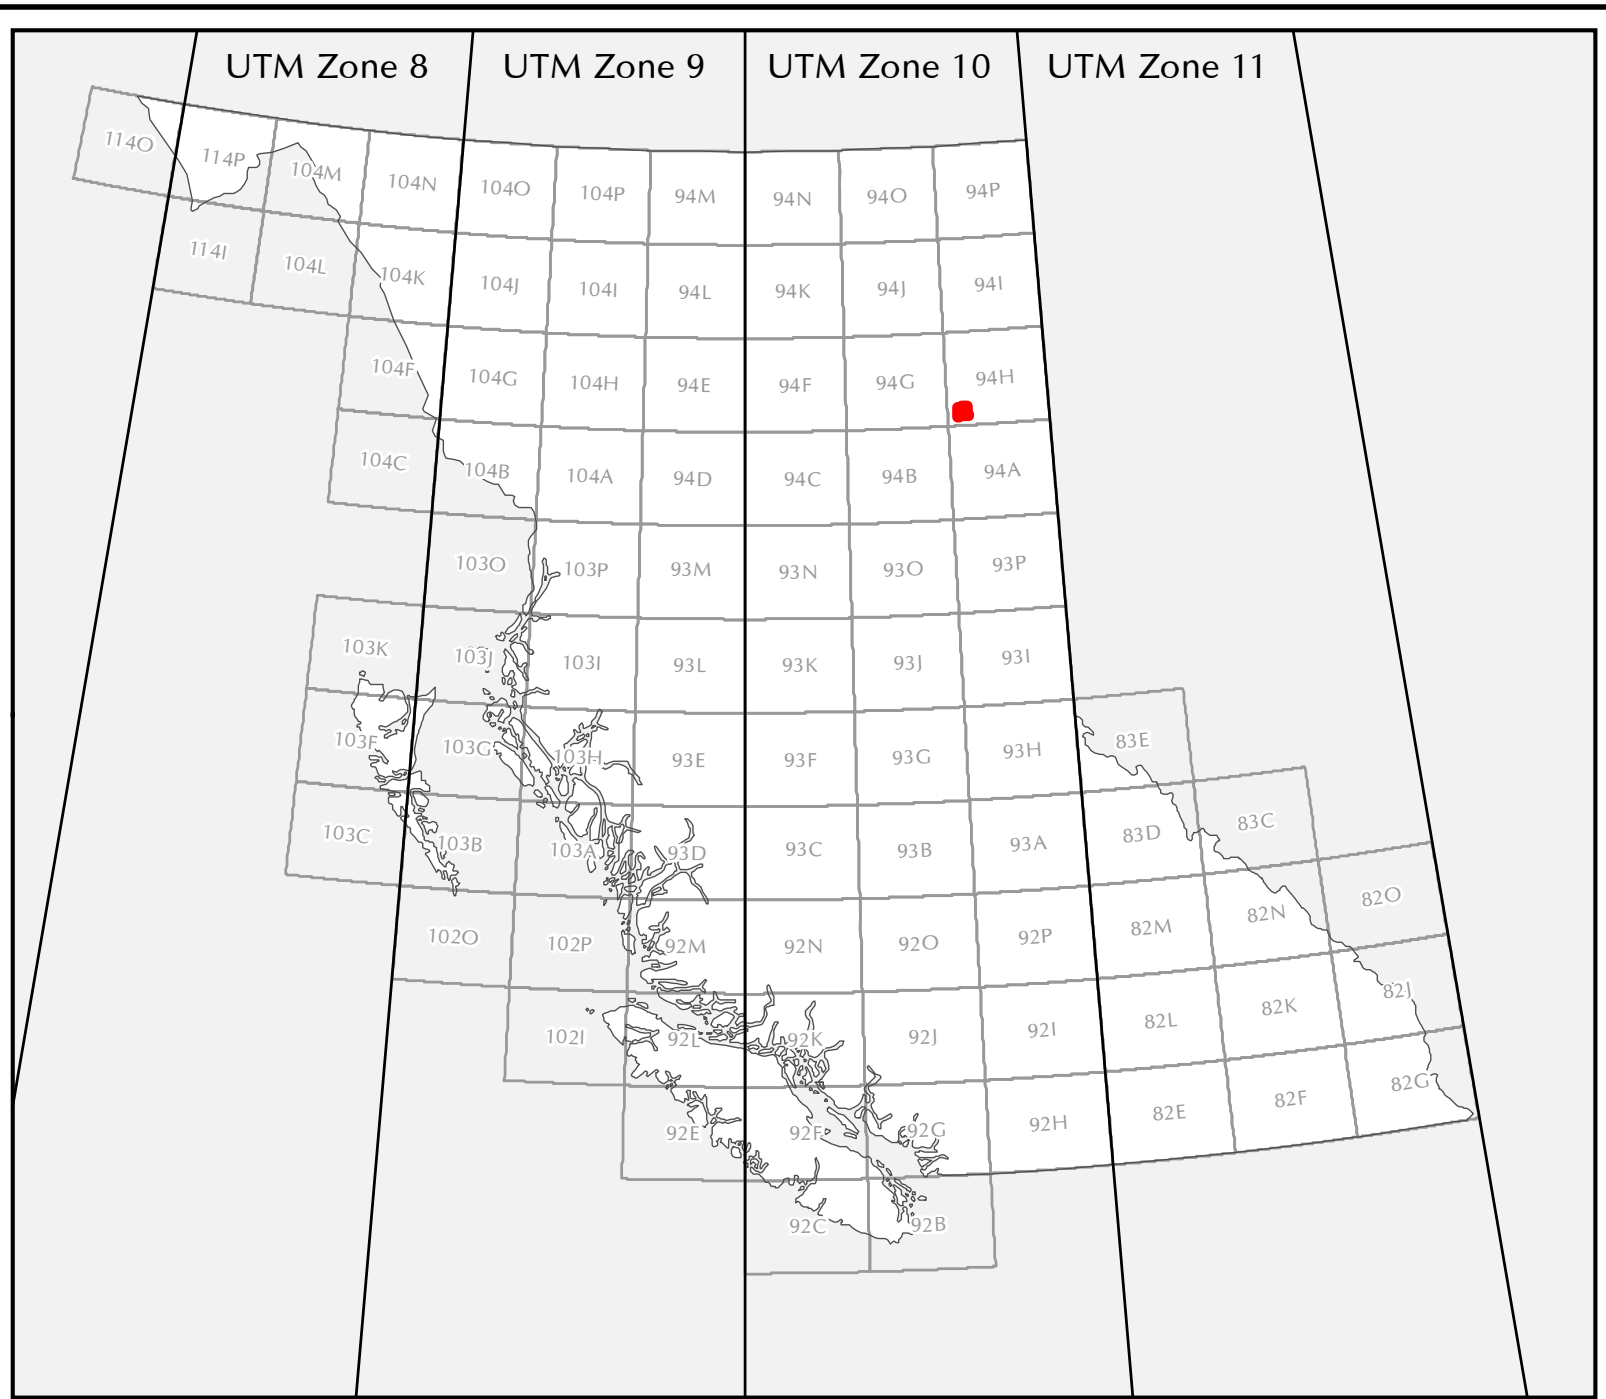 UTM Zone 8 UTM Zone 9 UTM Zone 10 UTM Zone 11
114O 114P 104M 104N 104O 104P 94M 94N 94O 94P
114I 104L 104K 104J 104I 94L 94K 94J 94I
104F 104G 104H 94E 94F 94G 94H
104C 104B 104A 94D 94C 94B 94A
103O 103P 93M 93N 93O 93P
103K 103J 103I 93L 93K 93J 93I
103F 103G 103H 93E 93F 93G 93H 83E
103C 103B 103A 93D 93C 93B 93A 83D 83C
102O 102P 92M 92N 92O 92P 82M 82N 82O
102I 92L 92K 92J 92I 82L 82K 82J
92E 92F 92G 92H 82E 82F 82G
92C 92B